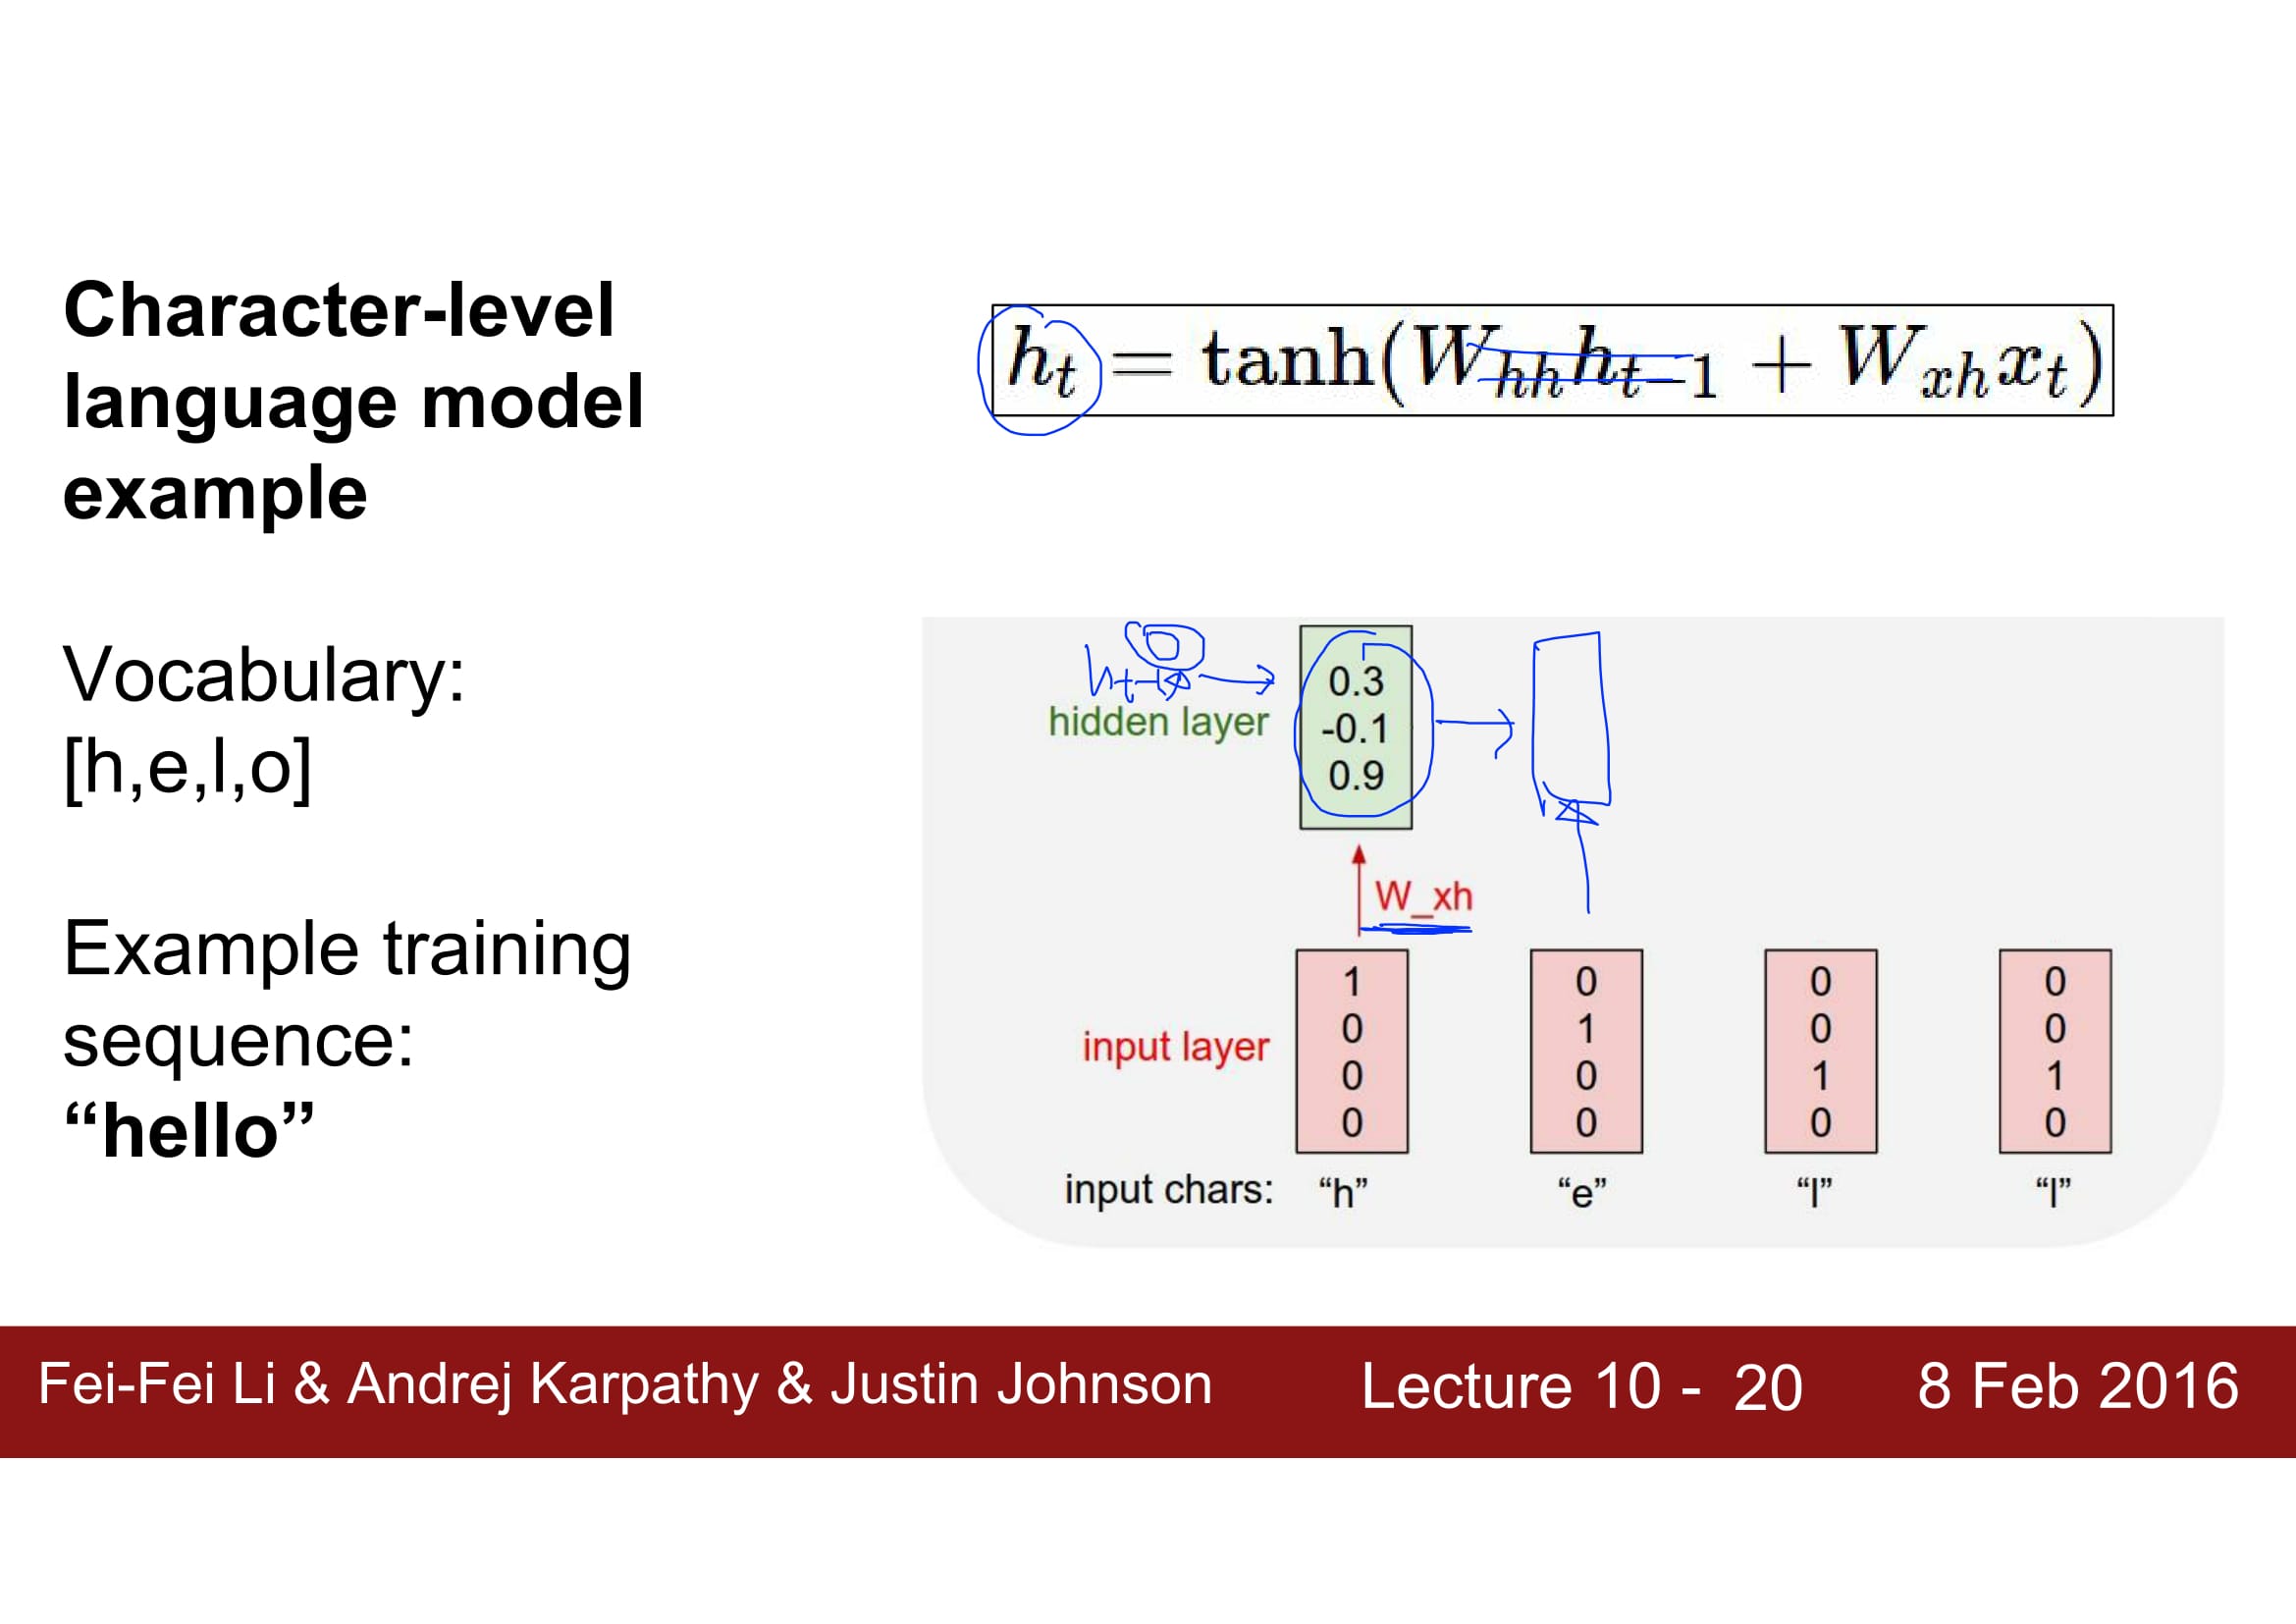 Character-level
language model
example
Vocabulary:
[h,e,l,o]
Example training
sequence:
“hello”
h_t = tanh(W_{hh}h_{t-1} + W_{xh}x_t)
h_{t-1}
0
hidden layer
0.3
-0.1
0.9
W_xh
input layer
1 0 0 0
0 1 0 0
0 0 1 1
0 0 0 0
input chars: “h” “e” “l” “l”
Fei-Fei Li & Andrej Karpathy & Justin Johnson Lecture 10 - 20 8 Feb 2016